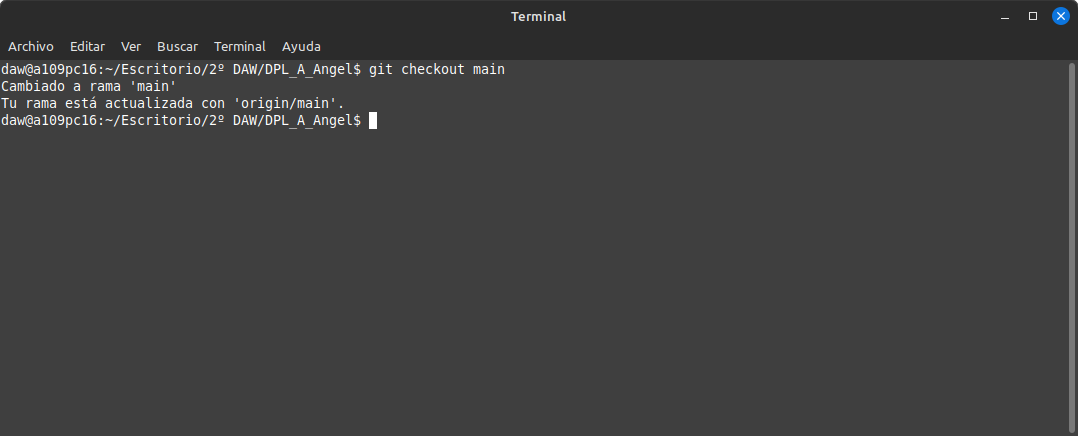 Terminal
Archivo Editar Ver Buscar Terminal Ayuda
daw@a109pc16:~/Escritorio/2º DAW/DPL_A_Angel$ git checkout main
Cambiado a rama 'main'
Tu rama está actualizada con 'origin/main'.
daw@a109pc16:~/Escritorio/2º DAW/DPL_A_Angel$